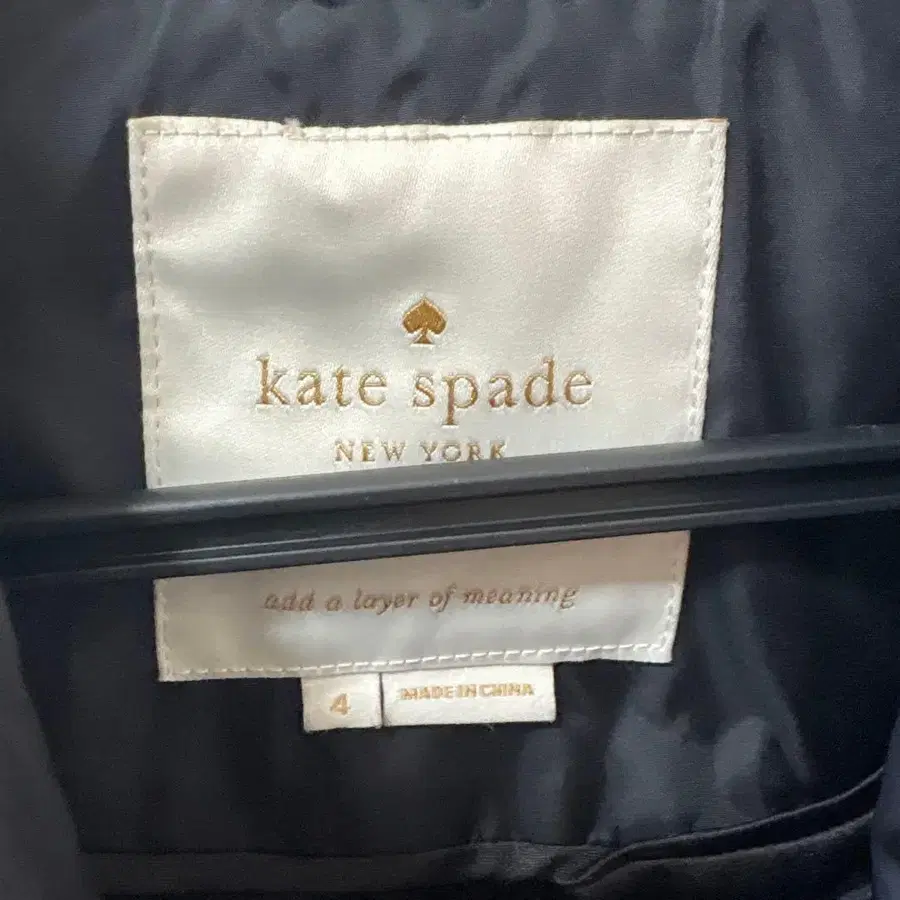 kate spade
NEW YORK
add a layer of meaning
4
MADE IN CHINA